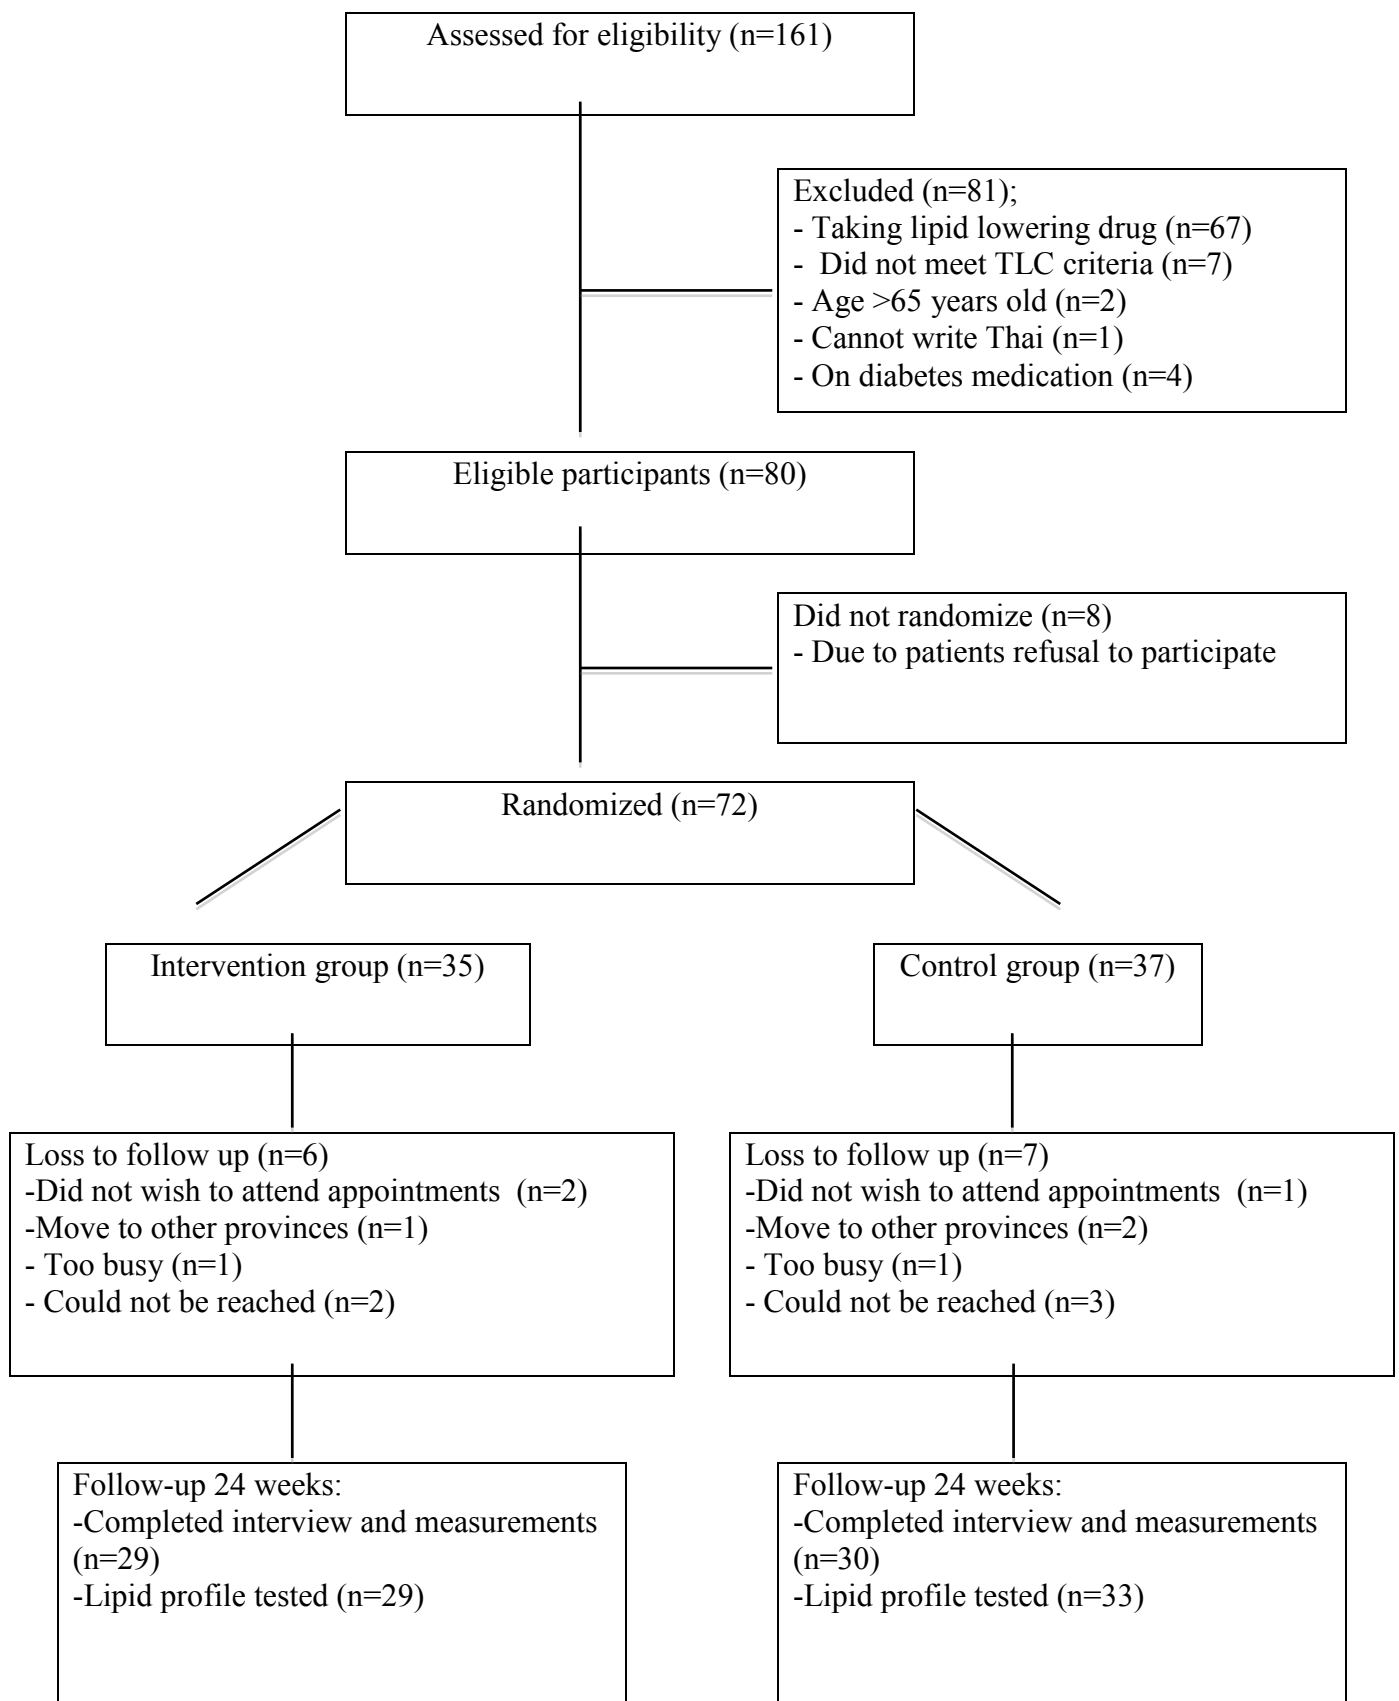 Assessed for eligibility (n=161)
Excluded (n=81);
- Taking lipid lowering drug (n=67)
-  Did not meet TLC criteria (n=7)
- Age >65 years old (n=2)
- Cannot write Thai (n=1)
- On diabetes medication (n=4)
Eligible participants (n=80)
Did not randomize (n=8)
- Due to patients refusal to participate
Randomized (n=72)
Intervention group (n=35)
Control group (n=37)
Loss to follow up (n=6)
-Did not wish to attend appointments  (n=2)
-Move to other provinces (n=1)
- Too busy (n=1)
- Could not be reached (n=2)
Loss to follow up (n=7)
-Did not wish to attend appointments  (n=1)
-Move to other provinces (n=2)
- Too busy (n=1)
- Could not be reached (n=3)
Follow-up 24 weeks:
-Completed interview and measurements
(n=29)
-Lipid profile tested (n=29)
Follow-up 24 weeks:
-Completed interview and measurements
(n=30)
-Lipid profile tested (n=33)